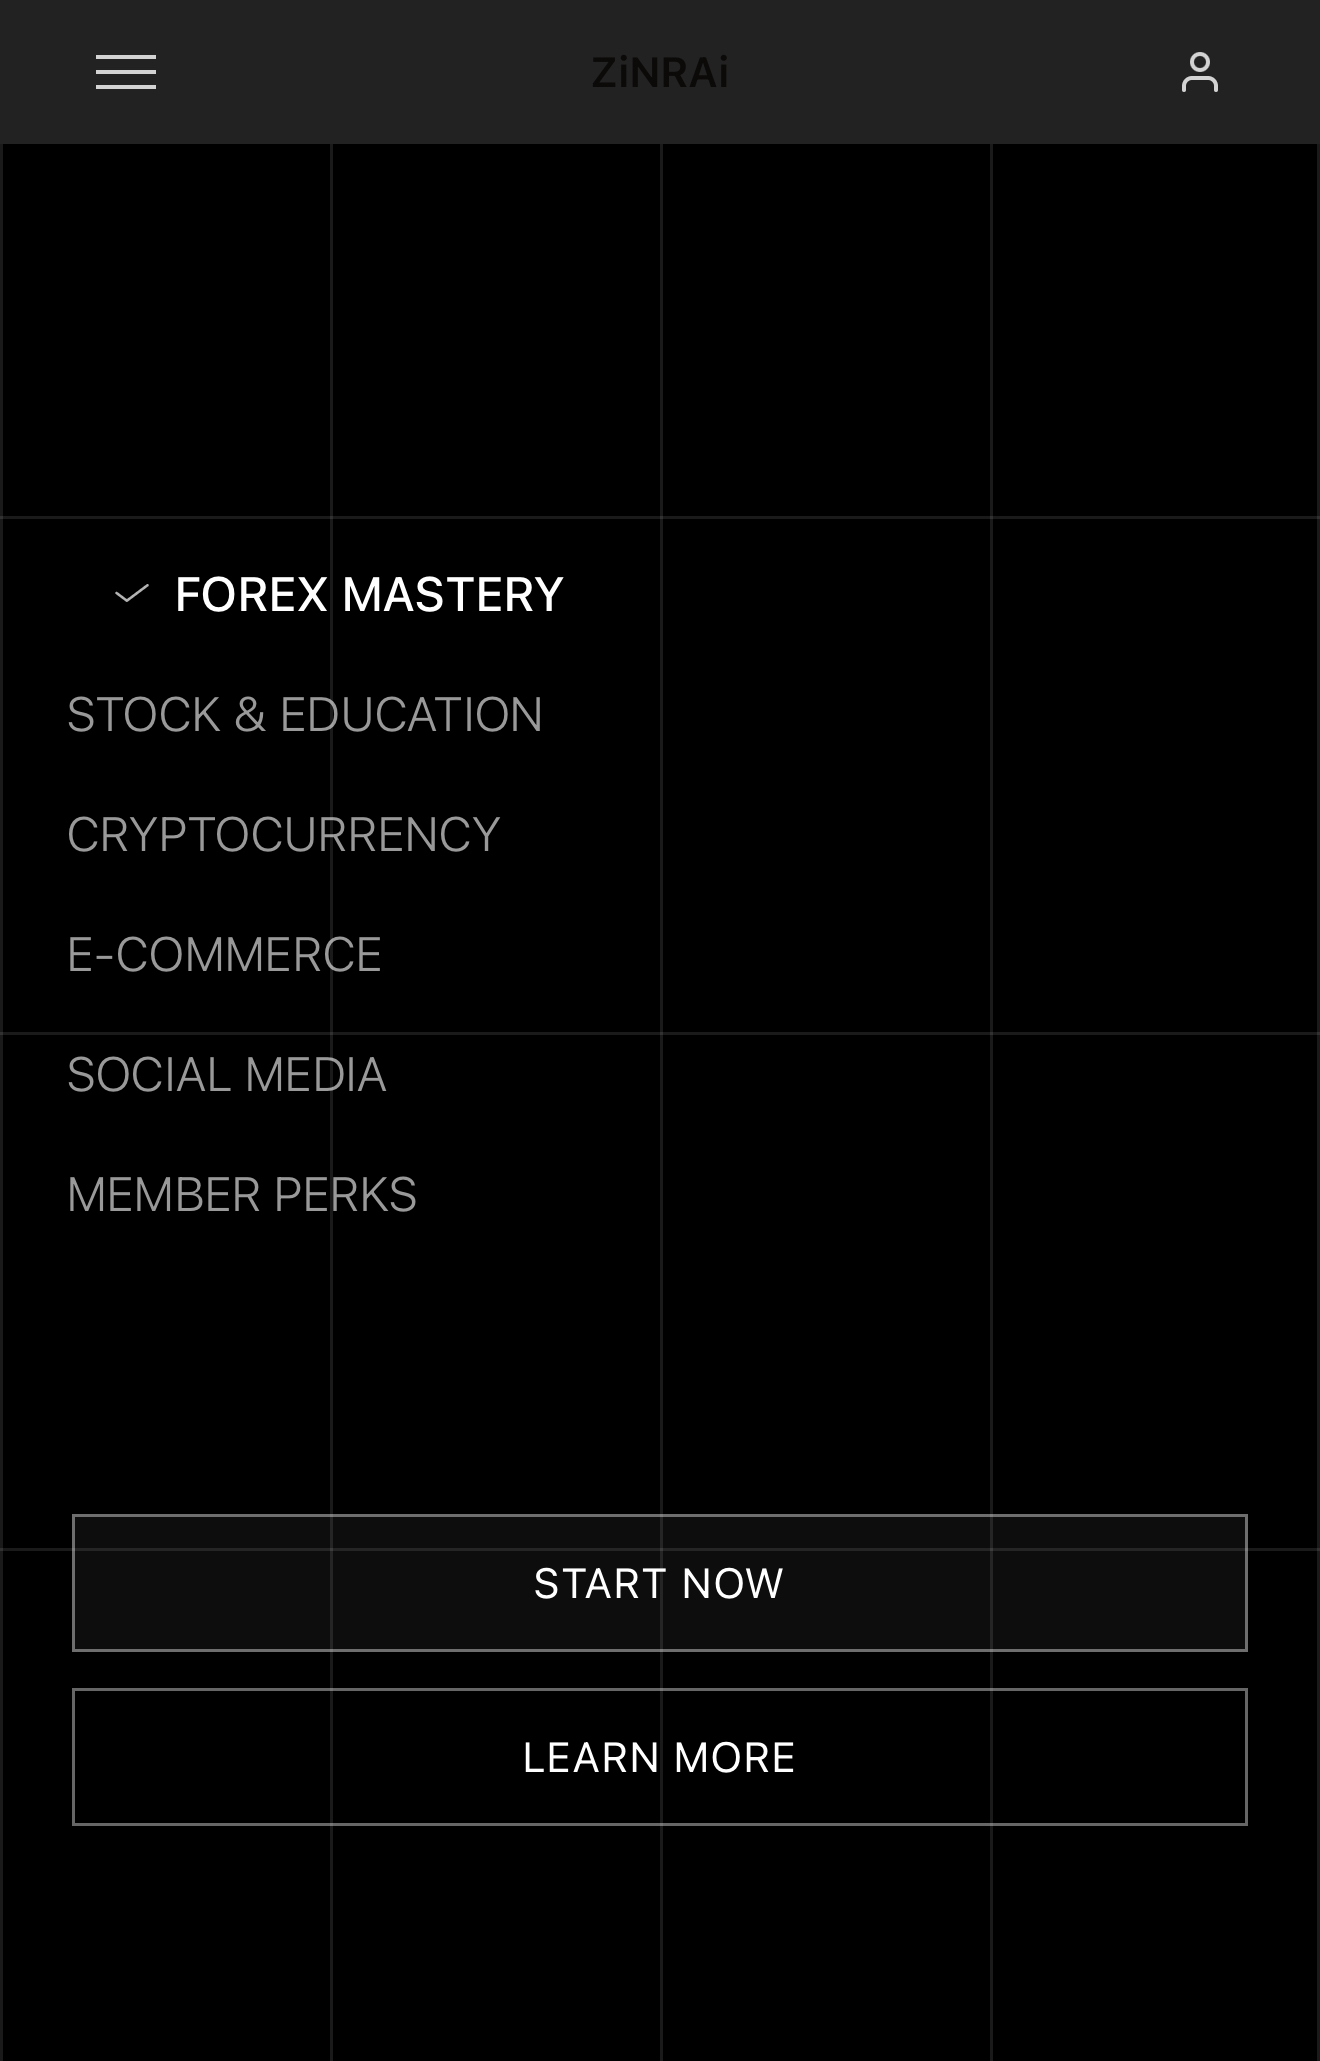 ZiNRAi
FOREX MASTERY
STOCK & EDUCATION
CRYPTOCURRENCY
E-COMMERCE
SOCIAL MEDIA
MEMBER PERKS
START NOW
LEARN MORE